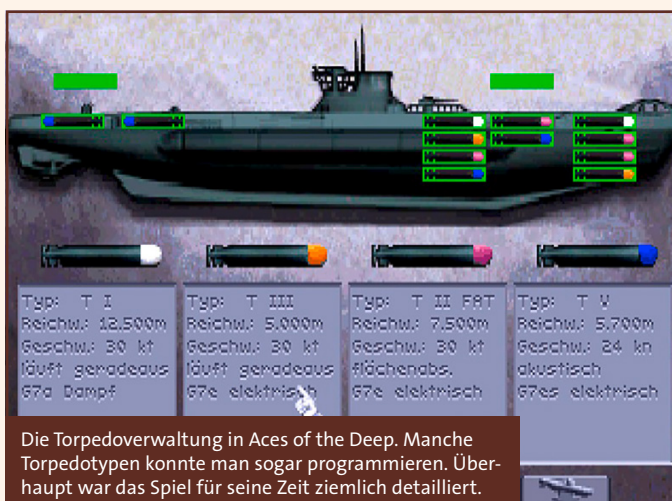 Typ: T I
Reichw.: 12.500m
Geschw.: 30 kt
läuft geradeaus
G7a Dampf
Typ: T III
Reichw.: 5.000m
Geschw.: 30 kt
läuft geradeaus
G7e elektrisch
Typ: T II FAT
Reichw.: 7.500m
Geschw.: 30 kt
flächenabs.
G7e elektrisch
Typ: T V
Reichw.: 5.700m
Geschw.: 24 kn
akustisch
G7es elektrisch
Die Torpedoverwaltung in Aces of the Deep. Manche
Torpedotypen konnte man sogar programmieren. Über-
haupt war das Spiel für seine Zeit ziemlich detailliert.